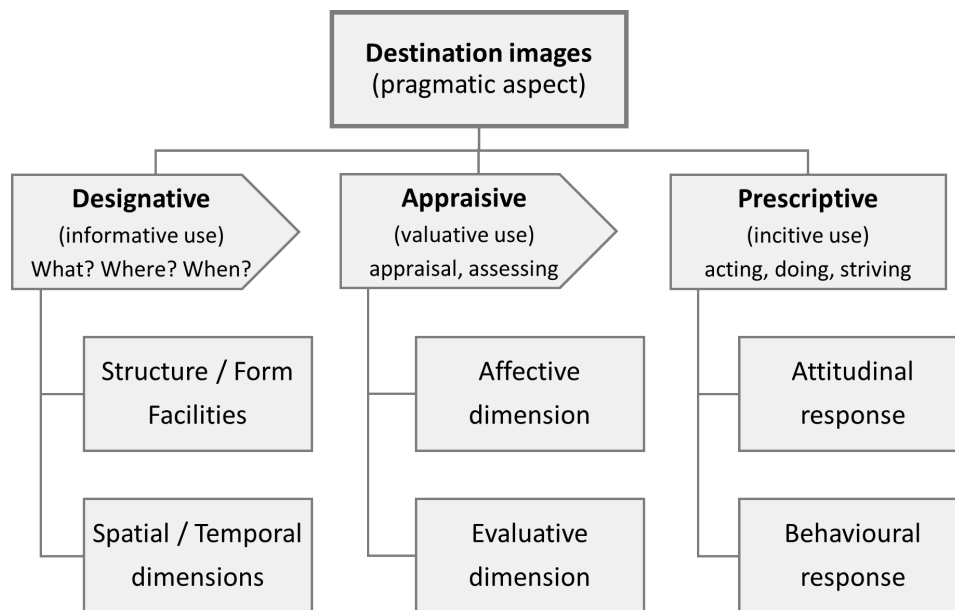 Destination images
(pragmatic aspect)
Designative
(informative use)
What? Where? When?
Appraisive
(valuative use)
appraisal, assessing
Prescriptive
(incitive use)
acting, doing, striving
Structure / Form
Facilities
Affective
dimension
Attitudinal
response
Spatial / Temporal
dimensions
Evaluative
dimension
Behavioural
response